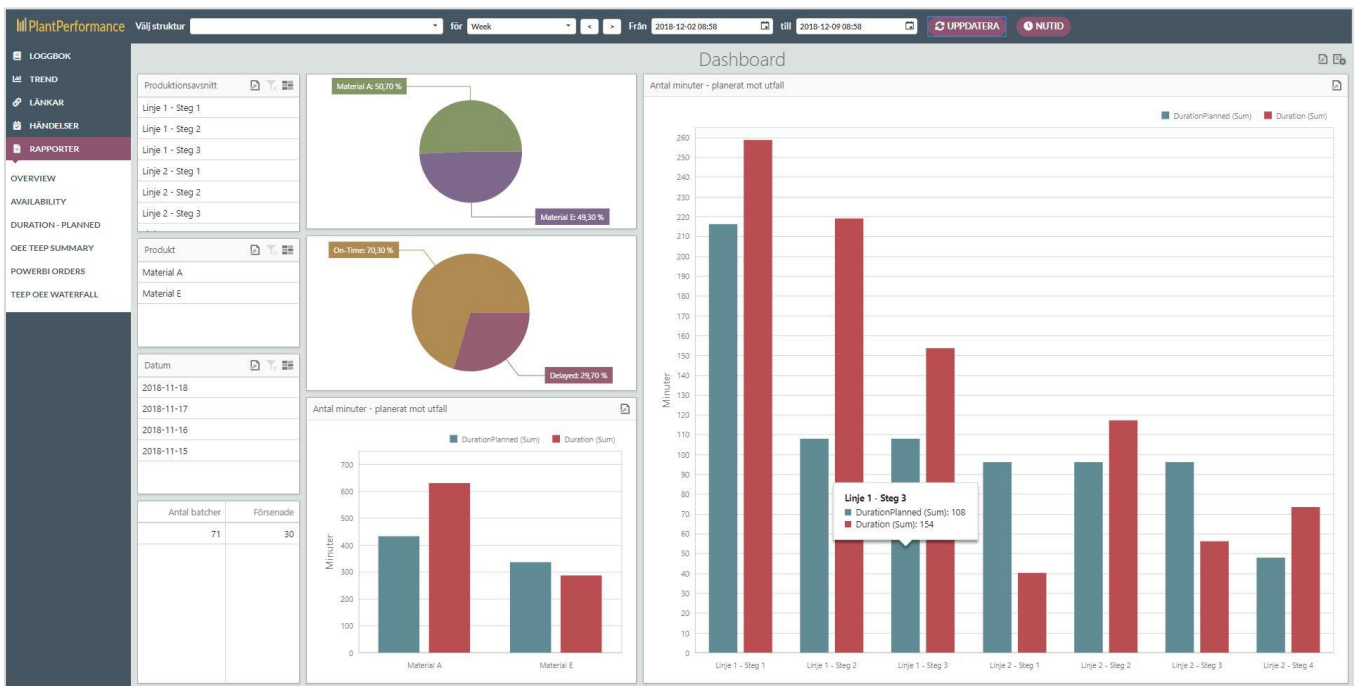 PlantPerformance Välj struktur för Week < > Från 2018-12-02 08:58 till 2018-12-09 08:58 UPPDATERA NUTID
LOGGBOK
TREND
LÄNKAR
HÄNDELSER
RAPPORTER
OVERVIEW
AVAILABILITY
DURATION - PLANNED
OEE TEEP SUMMARY
POWERBI ORDERS
TEEP OEE WATERFALL
Dashboard
Produktionsavsnitt
Linje 1 - Steg 1
Linje 1 - Steg 2
Linje 1 - Steg 3
Linje 2 - Steg 1
Linje 2 - Steg 2
Linje 2 - Steg 3
Produkt
Material A
Material E
Datum
2018-11-18
2018-11-17
2018-11-16
2018-11-15
Antal batcher Försenade
71 30
Material A: 50,70 %
Material E: 49,30 %
On-Time: 70,30 %
Delayed: 29,70 %
Antal minuter - planerat mot utfall
DurationPlanned (Sum) Duration (Sum)
700
600
500
400
300
200
100
0
Minuter
Material A Material E
Antal minuter - planerat mot utfall
DurationPlanned (Sum) Duration (Sum)
260
250
240
230
220
210
200
190
180
170
160
150
140
130
120
110
100
90
80
70
60
50
40
30
20
10
0
Minuter
Linje 1 - Steg 3
DurationPlanned (Sum): 108
Duration (Sum): 154
Linje 1 - Steg 1 Linje 1 - Steg 2 Linje 1 - Steg 3 Linje 2 - Steg 1 Linje 2 - Steg 2 Linje 2 - Steg 3 Linje 2 - Steg 4